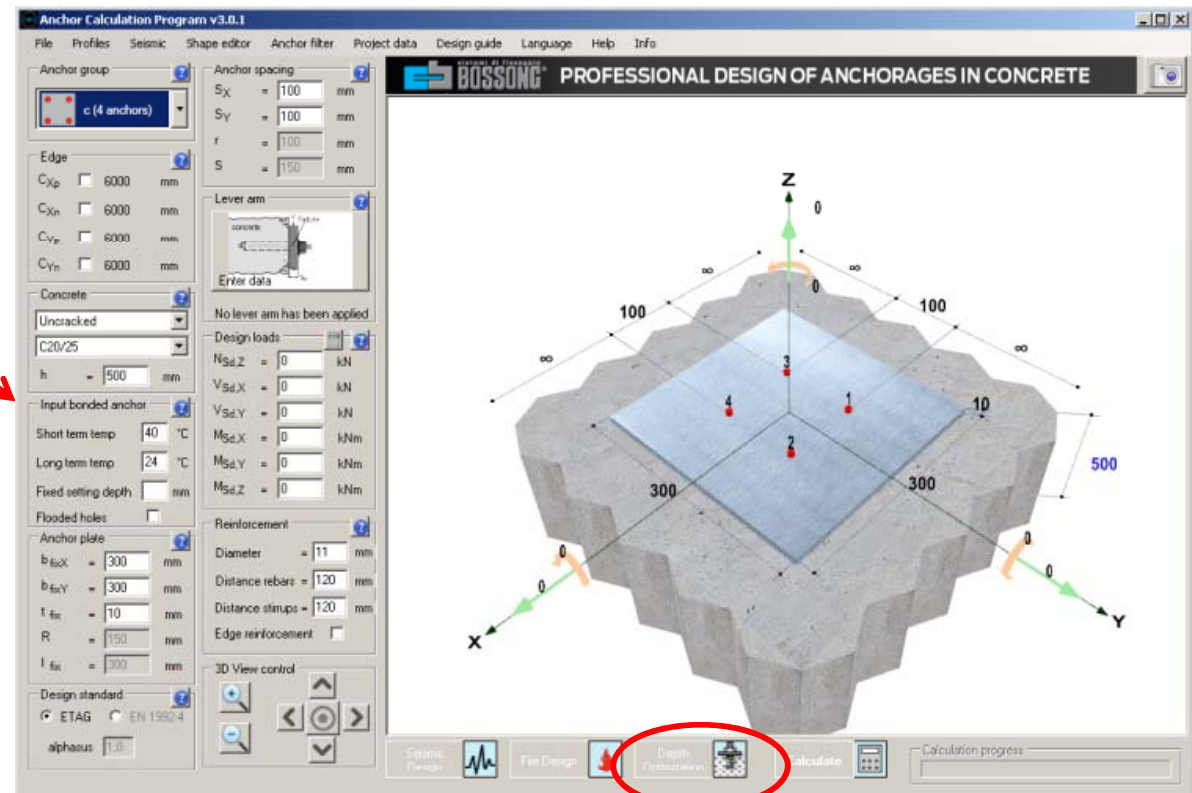 Anchor Calculation Program v3.0.1
File Profiles Seismic Shape editor Anchor filter Project data Design guide Language Help Info
Anchor group
c (4 anchors)
Edge
CXp 6000 mm
CXn 6000 mm
CYp 6000 mm
CYn 6000 mm
Concrete
Uncracked
C20/25
h = 500 mm
Input bonded anchor
Short term temp 40 °C
Long term temp 24 °C
Fixed setting depth mm
Flooded holes
Anchor plate
b fixX = 300 mm
b fixY = 300 mm
t fix = 10 mm
R = 150 mm
l fix = 300 mm
Design standard
ETAG EN 1992-4
alphasus 1.0
Anchor spacing
SX = 100 mm
SY = 100 mm
r = 100 mm
S = 150 mm
Lever arm
concrete
Enter data
No lever arm has been applied
Design loads
NSd,Z = 0 kN
VSd,X = 0 kN
VSd,Y = 0 kN
MSd,X = 0 kNm
MSd,Y = 0 kNm
MSd,Z = 0 kNm
Reinforcement
Diameter = 11 mm
Distance rebars = 120 mm
Distance stirrups = 120 mm
Edge reinforcement
3D View control
sistemi di fissaggio
BOSSONG PROFESSIONAL DESIGN OF ANCHORAGES IN CONCRETE
Z
0
∞ ∞
0
100 100
∞ ∞
3
4 1 10
2
500
300 300
0 0
0 0
X Y
Seismic Design
Fire Design
Depth Optimization
Calculate
Calculation progress